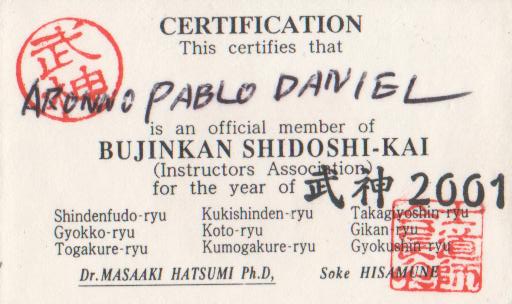 CERTIFICATION
This certifies that
武神
PABLO DANIEL
is an official member of
BUJINKAN SHIDOSHI-KAI
(Instructors Association)
for the year of 武神 2001
Shindenfudo-ryu Kukishinden-ryu Takagiyoshin-ryu
Gyokko-ryu Koto-ryu Gikan-ryu
Togakure-ryu Kumogakure-ryu Gyokushin-ryu
Dr.MASAAKI HATSUMI Ph.D, Soke HISAMUNE